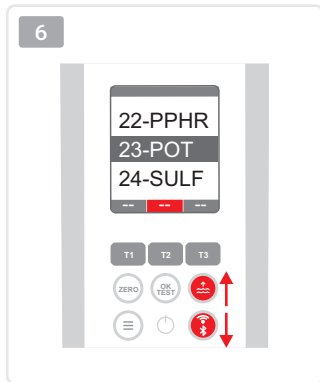 6
22-PPHR
23-POT
24-SULF
-- -- --
T1 T2 T3
ZERO OK TEST